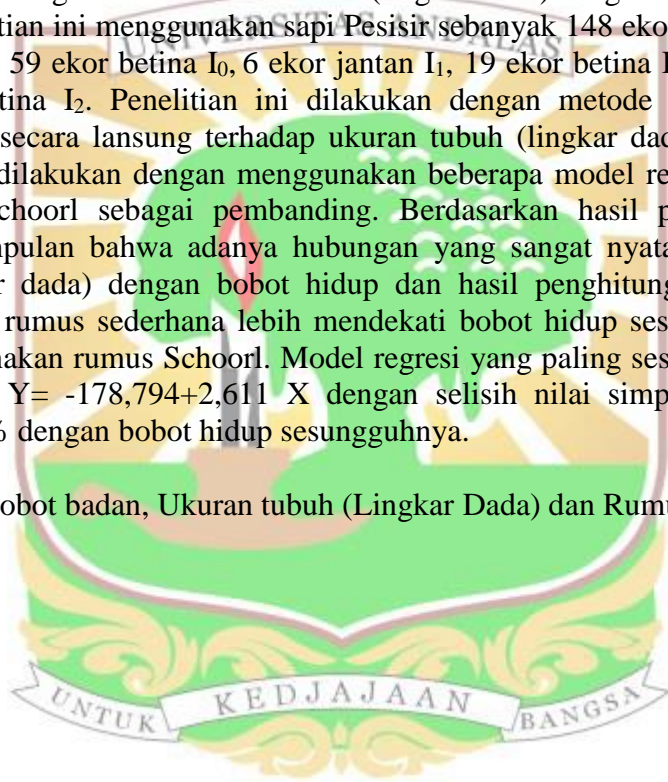 tian ini menggunakan sapi Pesisir sebanyak 148 eko
UNIVERSITAS ANDALAS
59 ekor betina I₀, 6 ekor jantan I₁, 19 ekor betina I
tina I₂. Penelitian ini dilakukan dengan metode
secara lansung terhadap ukuran tubuh (lingkar dad
dilakukan dengan menggunakan beberapa model re
choorl sebagai pembanding. Berdasarkan hasil p
mpulan bahwa adanya hubungan yang sangat nyata
r dada) dengan bobot hidup dan hasil penghitung
rumus sederhana lebih mendekati bobot hidup ses
nakan rumus Schoorl. Model regresi yang paling ses
Y= -178,794+2,611 X dengan selisih nilai simp
% dengan bobot hidup sesungguhnya.
obot badan, Ukuran tubuh (Lingkar Dada) dan Rumu
UNTUK KEDJAJAAN BANGSA